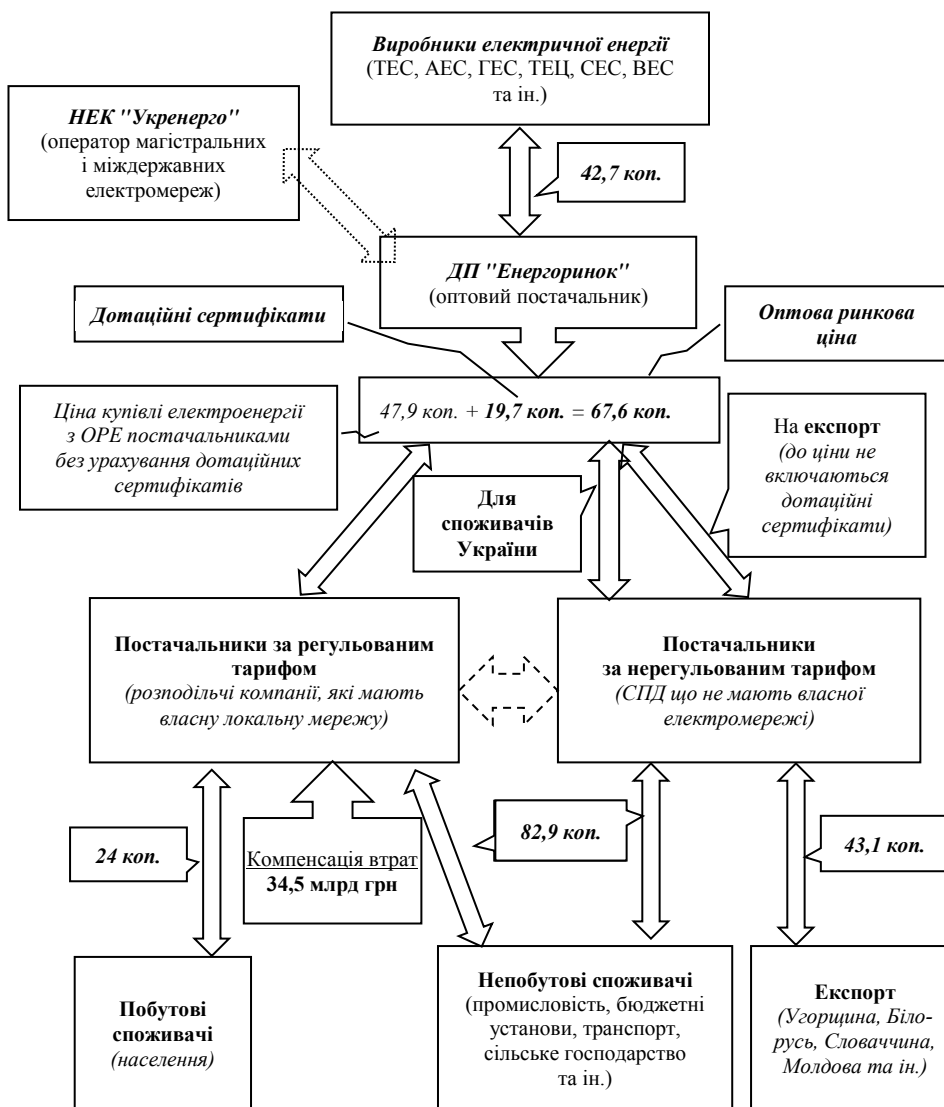 Виробники електричної енергії
(ТЕС, АЕС, ГЕС, ТЕЦ, СЕС, ВЕС
та ін.)
НЕК "Укренерго"
(оператор магістральних
і міждержавних
електромереж)
42,7 коп.
ДП "Енергоринок"
(оптовий постачальник)
Дотаційні сертифікати
Оптова ринкова
ціна
Ціна купівлі електроенергії
з ОРЕ постачальниками
без урахування дотаційних
сертифікатів
47,9 коп. + 19,7 коп. = 67,6 коп.
На експорт
(до ціни не
включаються
дотаційні
сертифікати)
Для
споживачів
України
Постачальники за регульованим
тарифом
(розподільчі компанії, які мають
власну локальну мережу)
Постачальники
за нерегульованим тарифом
(СПД що не мають власної
електромережі)
24 коп.
Компенсація втрат
34,5 млрд грн
82,9 коп.
43,1 коп.
Побутові
споживачі
(населення)
Непобутові споживачі
(промисловість, бюджетні
установи, транспорт,
сільське господарство
та ін.)
Експорт
(Угорщина, Біло-
русь, Словаччина,
Молдова та ін.)